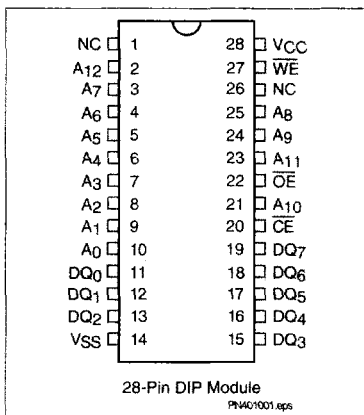 NC 1 28 VCC
A12 2 27 WE
A7 3 26 NC
A6 4 25 A8
A5 5 24 A9
A4 6 23 A11
A3 7 22 OE
A2 8 21 A10
A1 9 20 CE
A0 10 19 DQ7
DQ0 11 18 DQ6
DQ1 12 17 DQ5
DQ2 13 16 DQ4
VSS 14 15 DQ3
28-Pin DIP Module
PN401001.eps